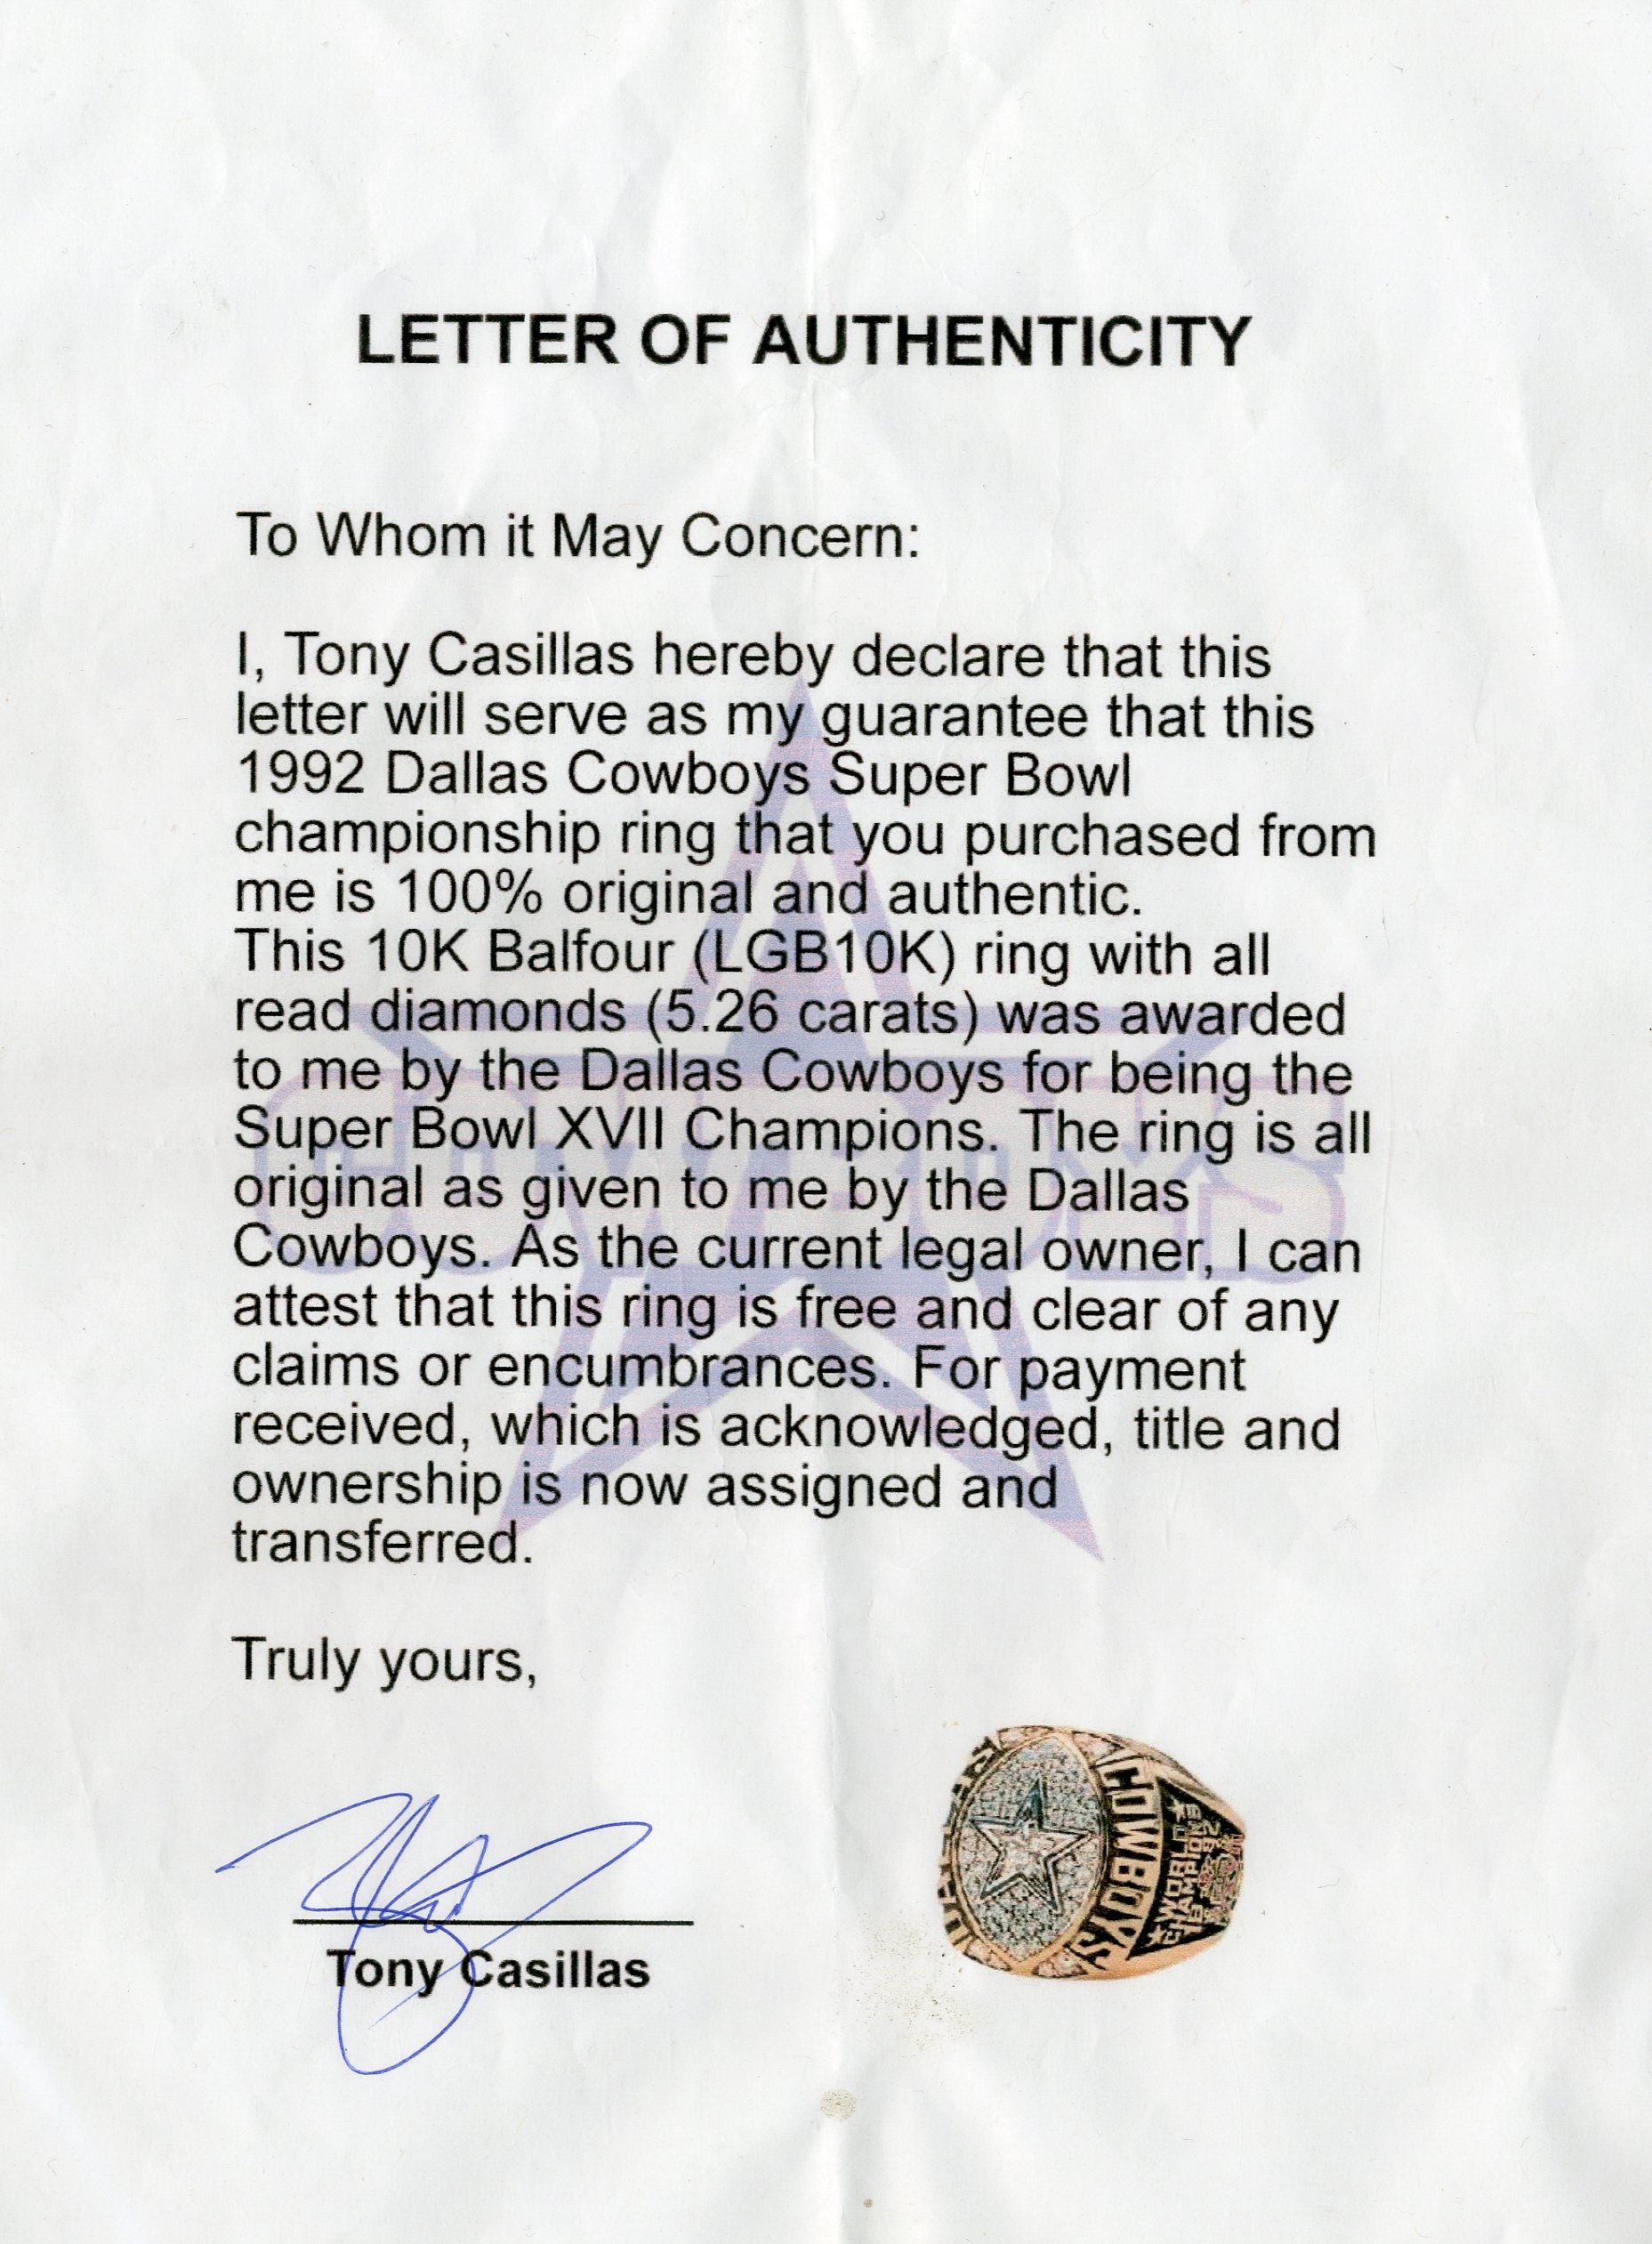 LETTER OF AUTHENTICITY
To Whom it May Concern:
I, Tony Casillas hereby declare that this
letter will serve as my guarantee that this
1992 Dallas Cowboys Super Bowl
championship ring that you purchased from
me is 100% original and authentic.
This 10K Balfour (LGB10K) ring with all
read diamonds (5.26 carats) was awarded
to me by the Dallas Cowboys for being the
Super Bowl XVII Champions. The ring is all
original as given to me by the Dallas
Cowboys. As the current legal owner, I can
attest that this ring is free and clear of any
claims or encumbrances. For payment
received, which is acknowledged, title and
ownership is now assigned and
transferred.
Truly yours,
Tony Casillas
COWBOYS
WORLD
CHAMPIONS